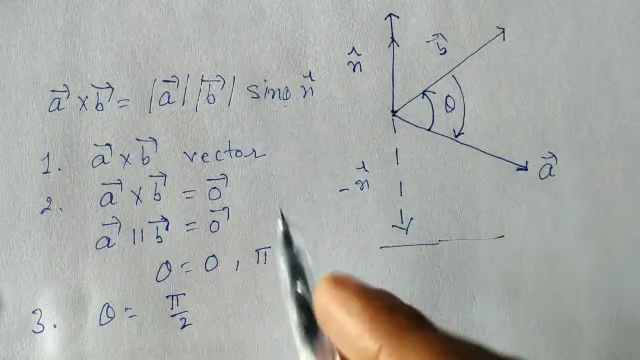 a⃗ × b⃗ = |a⃗| |b⃗| sinθ n̂
1. a⃗ × b⃗ vector
2. a⃗ × b⃗ = 0⃗
a⃗ || b⃗ = 0⃗
θ = 0, π
3. θ = π/2
n̂
b⃗
θ
a⃗
-n̂